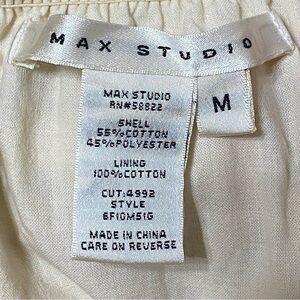 MAX STUDIO
M
MAX STUDIO
RN#58822
SHELL
55%COTTON
45%POLYESTER
LINING
100%COTTON
CUT:4992
STYLE
6F10M51G
MADE IN CHINA
CARE ON REVERSE